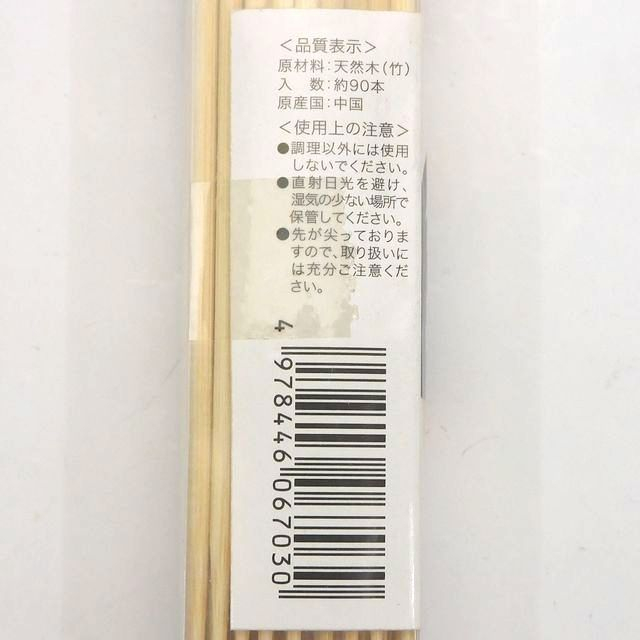 ＜品質表示＞
原材料：天然木（竹）
入　数：約90本
原産国：中国
＜使用上の注意＞
●調理以外には使用
しないでください。
●直射日光を避け、
湿気の少ない場所で
保管してください。
●先が尖っておりま
すので、取り扱いに
は充分ご注意くだ
さい。
4 978446 067030